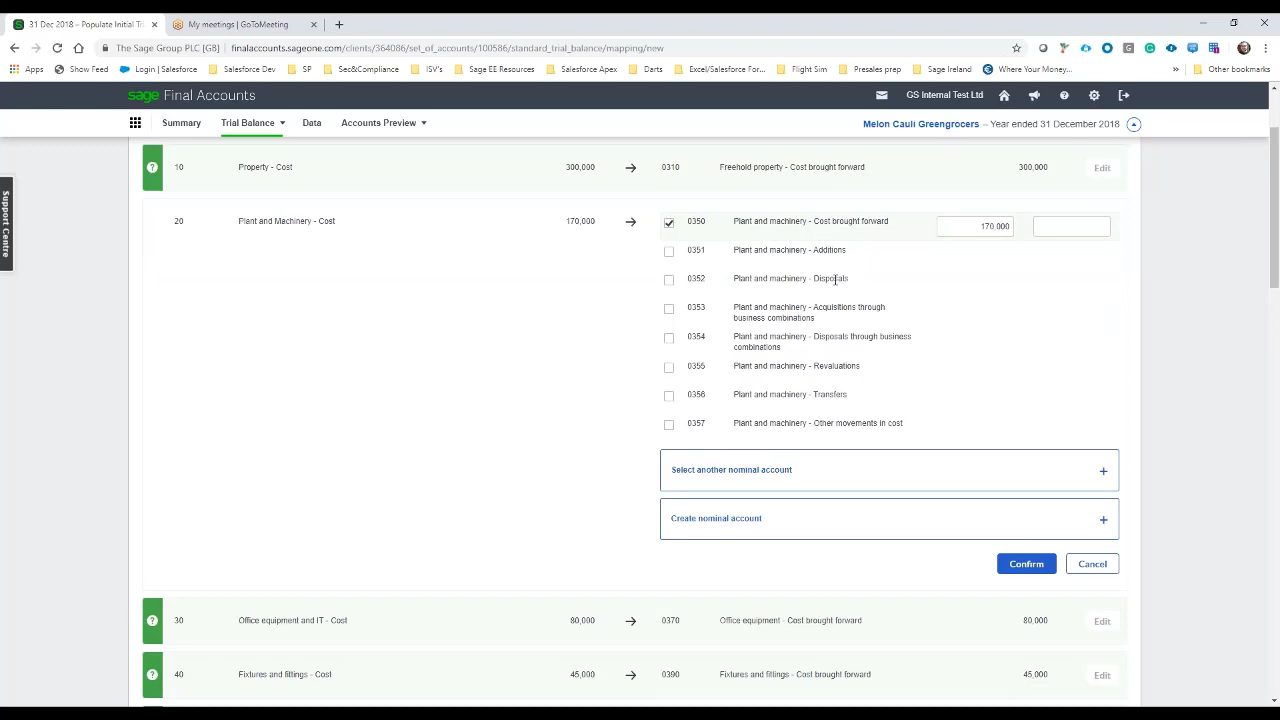 31 Dec 2018 – Populate Initial Tri
My meetings | GoToMeeting
The Sage Group PLC [GB] | finalaccounts.sageone.com/clients/364086/set_of_accounts/100586/standard_trial_balance/mapping/new
Apps Show Feed Login | Salesforce Salesforce Dev SP Sec&Compliance ISV's Sage EE Resources Salesforce Apex Darts Excel/Salesforce For... Flight Sim Presales prep Sage Ireland Where Your Money... » Other bookmarks
sage Final Accounts GS Internal Test Ltd
Summary Trial Balance Data Accounts Preview Melon Cauli Greengrocers – Year ended 31 December 2018
Support Centre
? 10 Property - Cost 300,000 → 0310 Freehold property - Cost brought forward 300,000 Edit
20 Plant and Machinery - Cost 170,000 → 0350 Plant and machinery - Cost brought forward 170,000
0351 Plant and machinery - Additions
0352 Plant and machinery - Disposals
0353 Plant and machinery - Acquisitions through
business combinations
0354 Plant and machinery - Disposals through business
combinations
0355 Plant and machinery - Revaluations
0356 Plant and machinery - Transfers
0357 Plant and machinery - Other movements in cost
Select another nominal account +
Create nominal account +
Confirm Cancel
? 30 Office equipment and IT - Cost 80,000 → 0370 Office equipment - Cost brought forward 80,000 Edit
? 40 Fixtures and fittings - Cost 45,000 → 0390 Fixtures and fittings - Cost brought forward 45,000 Edit